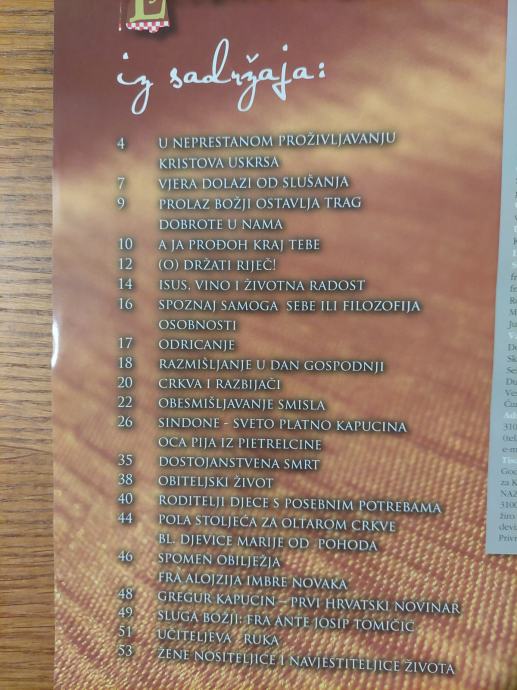 iz sadržaja:
4 U NEPRESTANOM PROŽIVLJAVANJU
KRISTOVA USKRSA
7 VJERA DOLAZI OD SLUŠANJA
9 PROLAZ BOŽJI OSTAVLJA TRAG
DOBROTE U NAMA
10 A JA PROĐOH KRAJ TEBE
12 (O) DRŽATI RIJEČ!
14 ISUS, VINO I ŽIVOTNA RADOST
16 SPOZNAJ SAMOGA SEBE ILI FILOZOFIJA
OSOBNOSTI
17 ODRICANJE
18 RAZMIŠLJANJE U DAN GOSPODNJI
20 CRKVA I RAZBIJAČI
22 OBESMIŠLJAVANJE SMISLA
26 SINDONE - SVETO PLATNO KAPUCINA
OCA PIJA IZ PIETRELCINE
35 DOSTOJANSTVENA SMRT
38 OBITELJSKI ŽIVOT
40 RODITELJI DJECE S POSEBNIM POTREBAMA
44 POLA STOLJEĆA ZA OLTAROM CRKVE
BL. DJEVICE MARIJE OD POHODA
46 SPOMEN OBILJEŽJA
FRA ALOJZIJA IMBRE NOVAKA
48 GREGUR KAPUCIN - PRVI HRVATSKI NOVINAR
49 SLUGA BOŽJI: FRA ANTE JOSIP TOMIČIĆ
51 UČITELJEVA RUKA
53 ŽENE NOSITELJICE I NAVJESTITELJICE ŽIVOTA